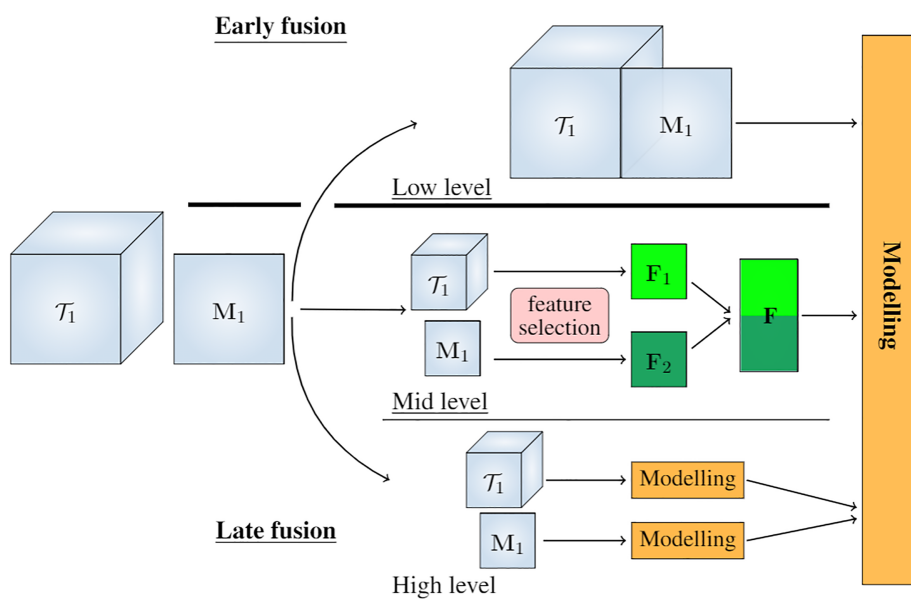 Early fusion
𝒯₁
M₁
Low level
𝒯₁
M₁
𝒯₁
M₁
feature
selection
F₁
F₂
F
Mid level
𝒯₁
M₁
Modelling
Modelling
Late fusion
High level
Modelling